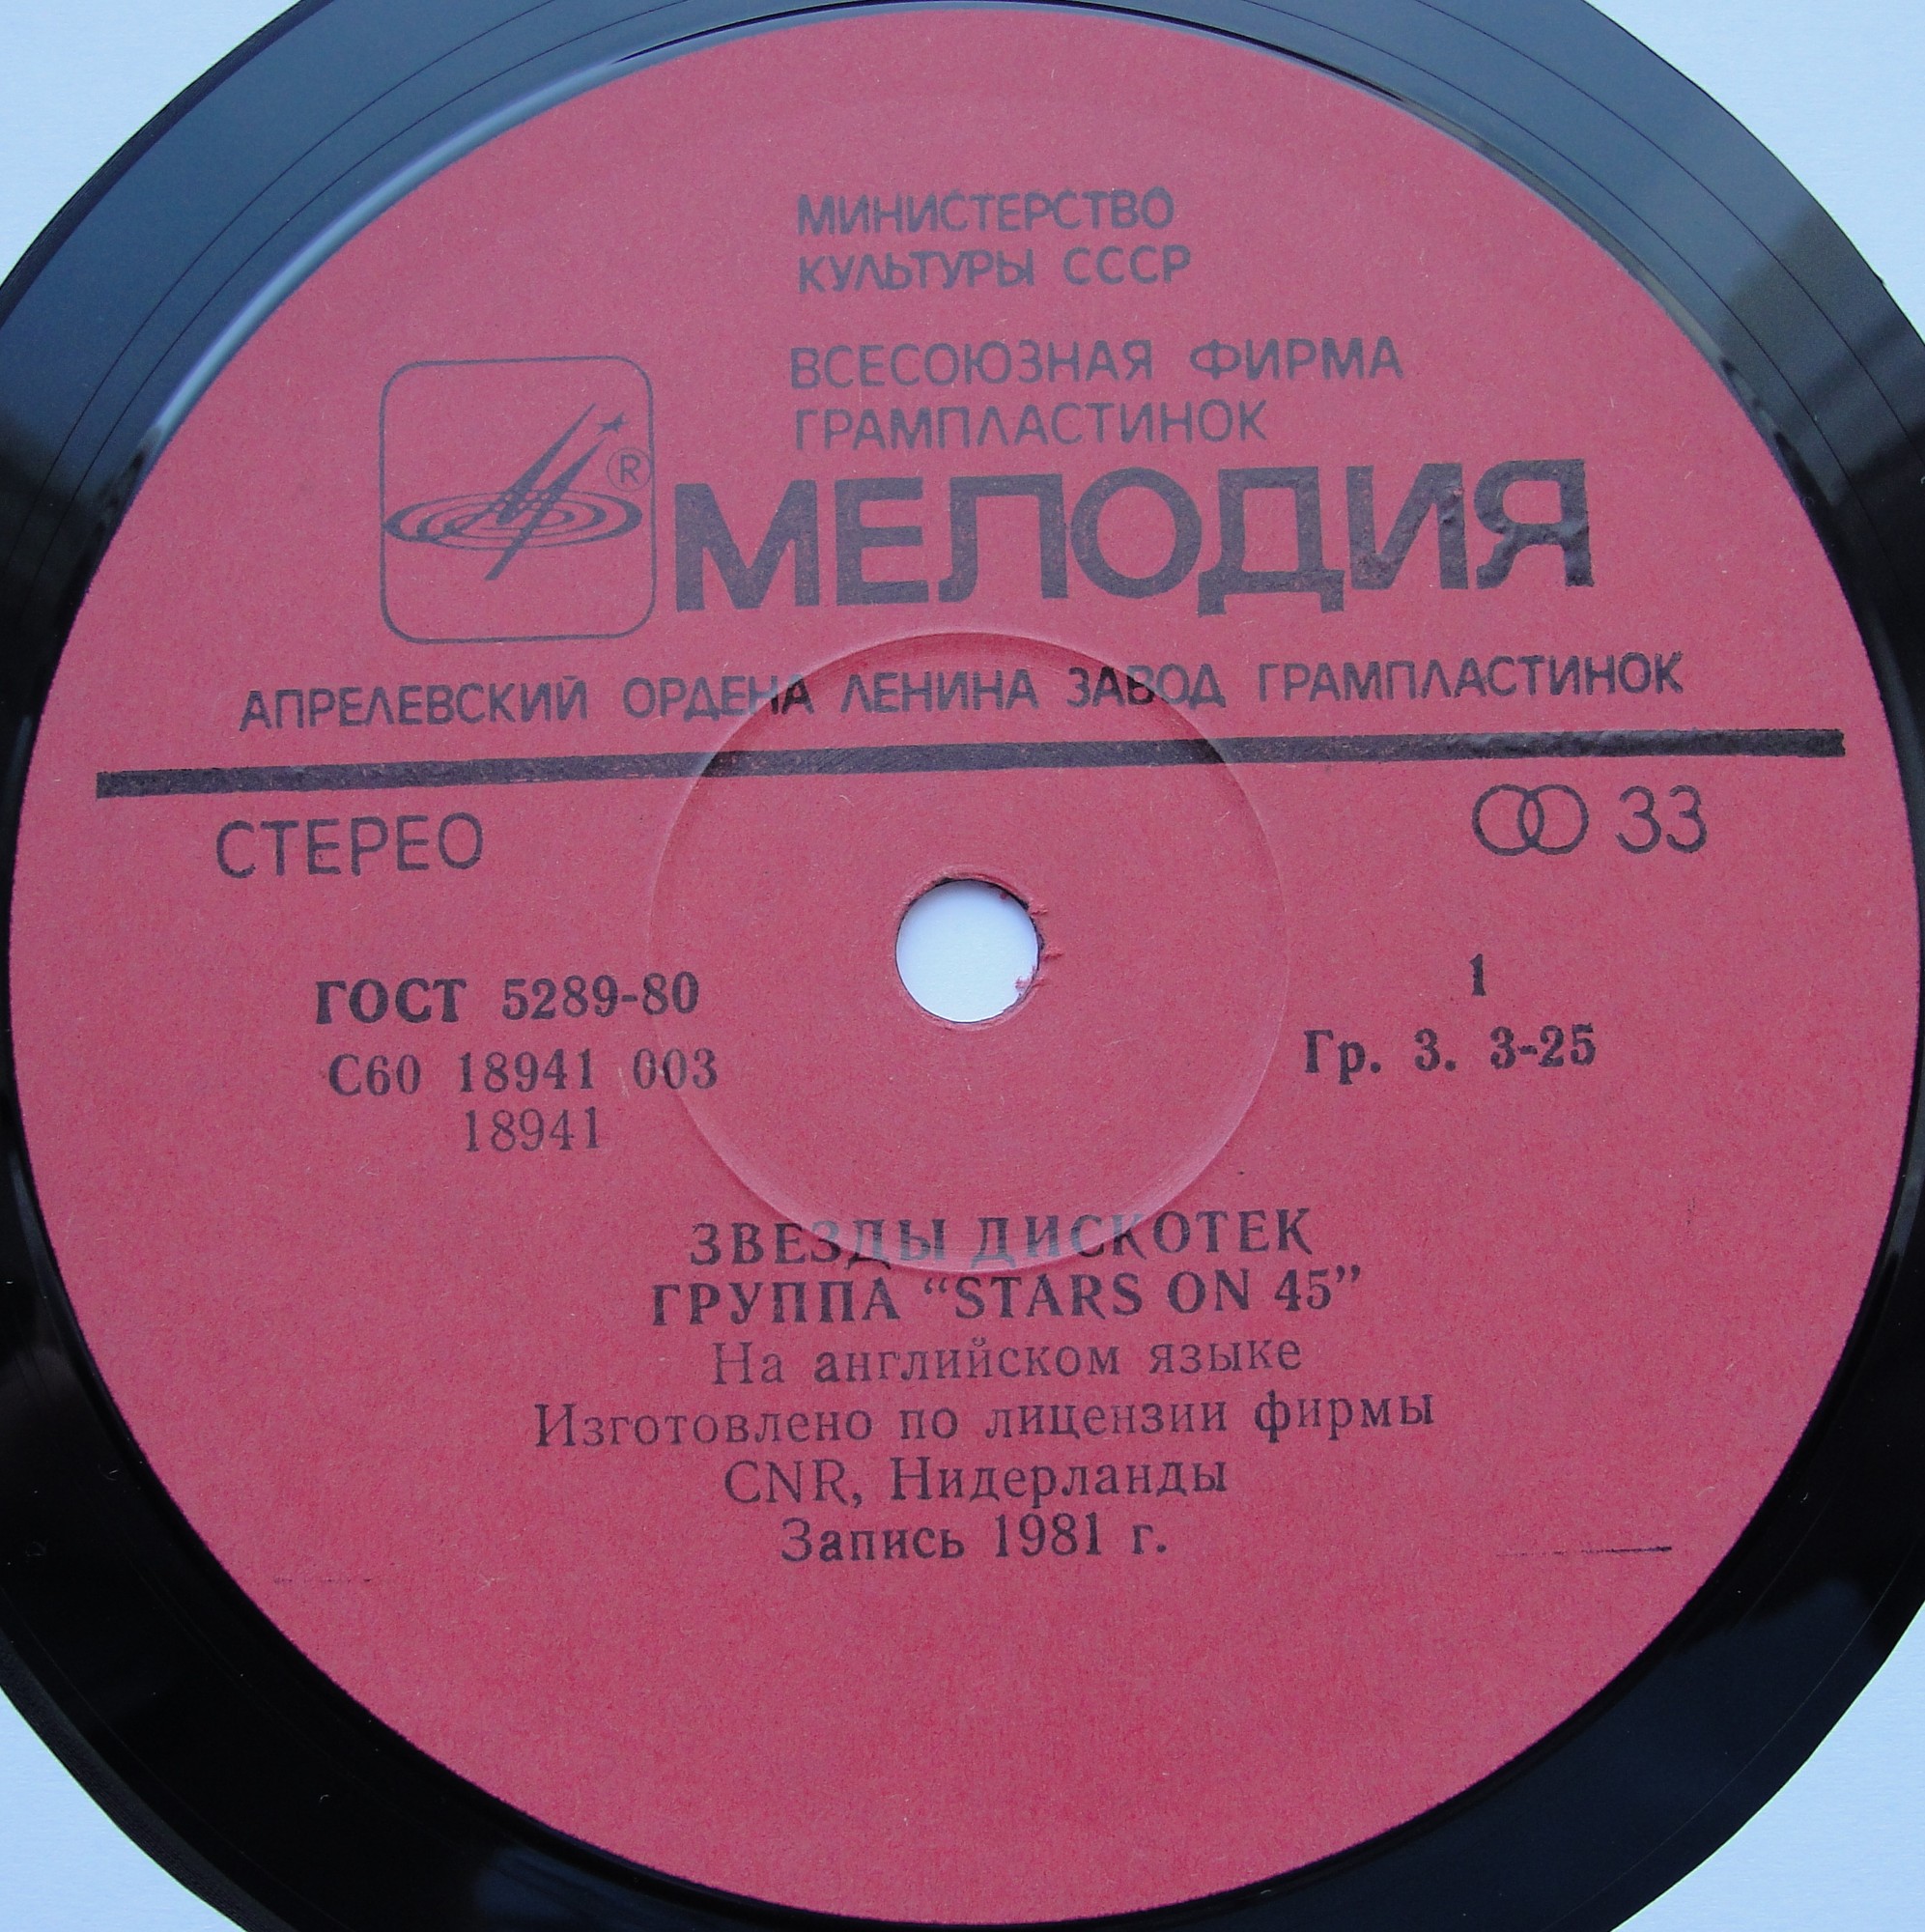 МИНИСТЕРСТВО
КУЛЬТУРЫ СССР
ВСЕСОЮЗНАЯ ФИРМА
ГРАМПЛАСТИНОК
®
МЕЛОДИЯ
АПРЕЛЕВСКИЙ ОРДЕНА ЛЕНИНА ЗАВОД ГРАМПЛАСТИНОК
СТЕРЕО
33
ГОСТ 5289-80
С60 18941 003
18941
1
Гр. 3. 3-25
ЗВЕЗДЫ ДИСКОТЕК
ГРУППА “STARS ON 45”
На английском языке
Изготовлено по лицензии фирмы
CNR, Нидерланды
Запись 1981 г.